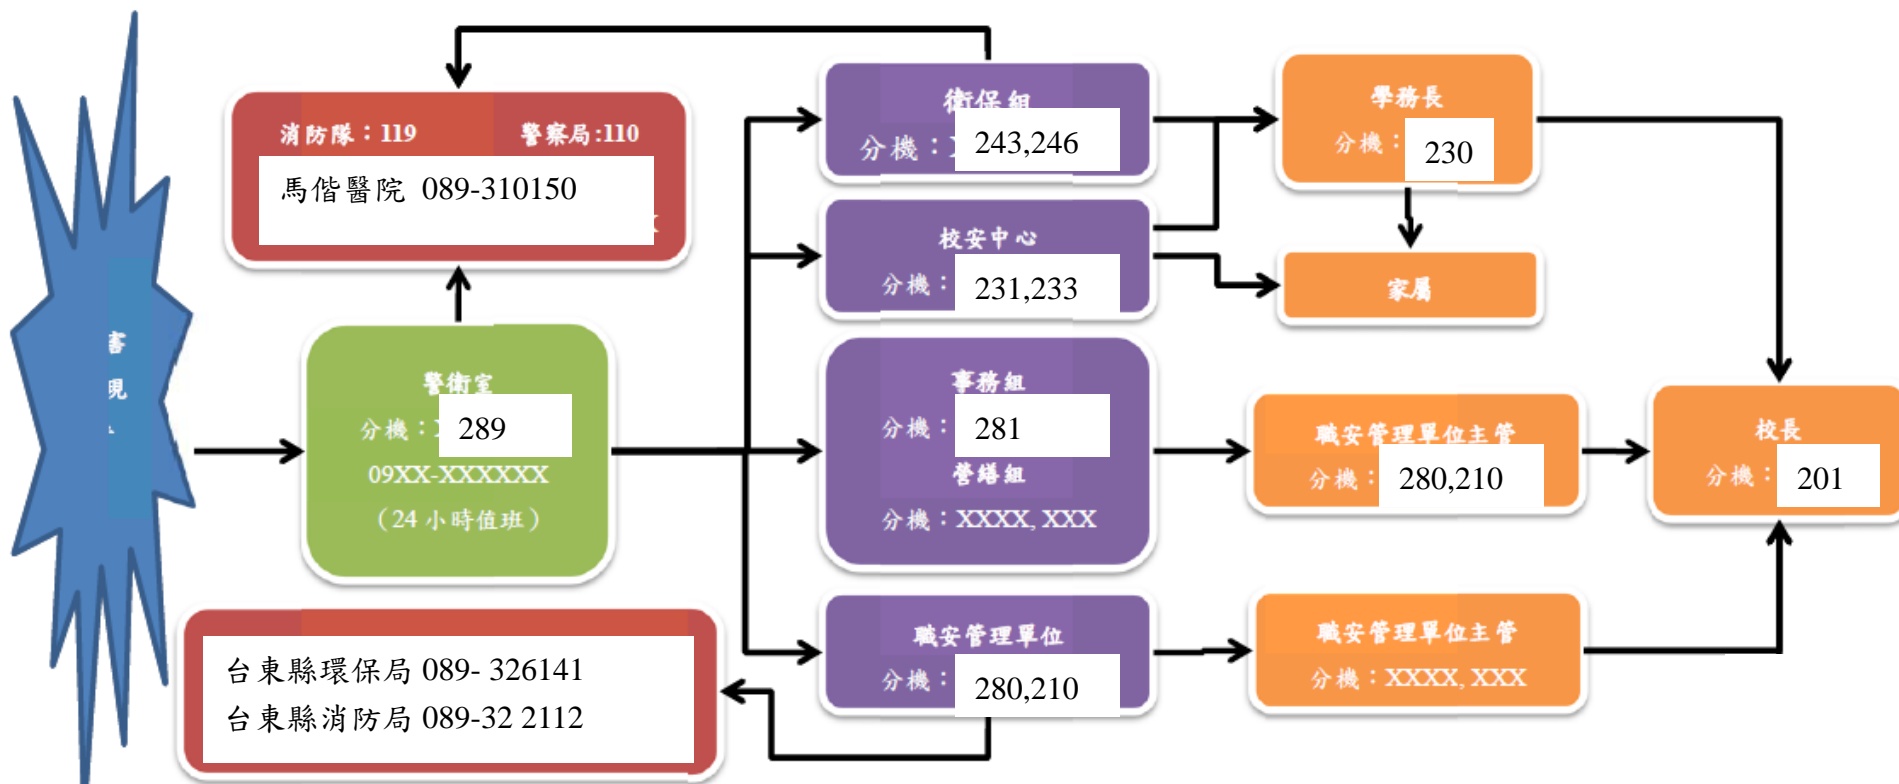 消防隊：119 警察局:110
馬偕醫院 089-310150
衛保組
分機：243,246
學務長
分機：230
校安中心
分機：231,233
家屬
害
現
警衛室
分機：289
09XX-XXXXXX
（24 小時值班）
事務組
分機：281
營繕組
分機：XXXX, XXX
職安管理單位主管
分機：280,210
校長
分機：201
台東縣環保局 089- 326141
台東縣消防局 089-32 2112
職安管理單位
分機：280,210
職安管理單位主管
分機：XXXX, XXX